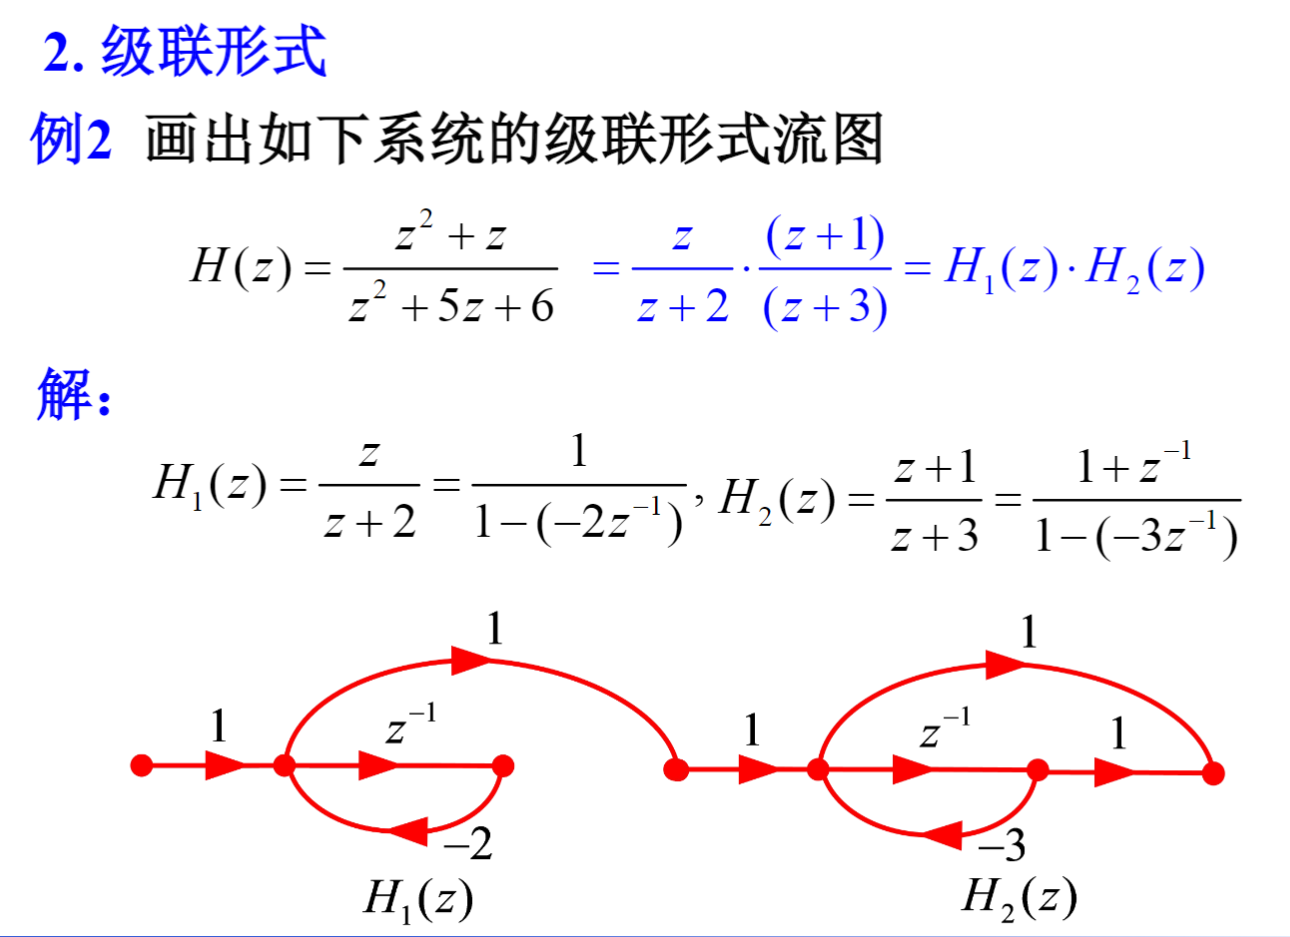 2. 级联形式
例2 画出如下系统的级联形式流图
H(z) = \frac{z^2+z}{z^2+5z+6} = \frac{z}{z+2} \cdot \frac{(z+1)}{(z+3)} = H_1(z) \cdot H_2(z)
解：
H_1(z) = \frac{z}{z+2} = \frac{1}{1-(-2z^{-1})}, H_2(z) = \frac{z+1}{z+3} = \frac{1+z^{-1}}{1-(-3z^{-1})}
1 1
1 z^{-1} 1 z^{-1} 1
-2 -3
H_1(z) H_2(z)